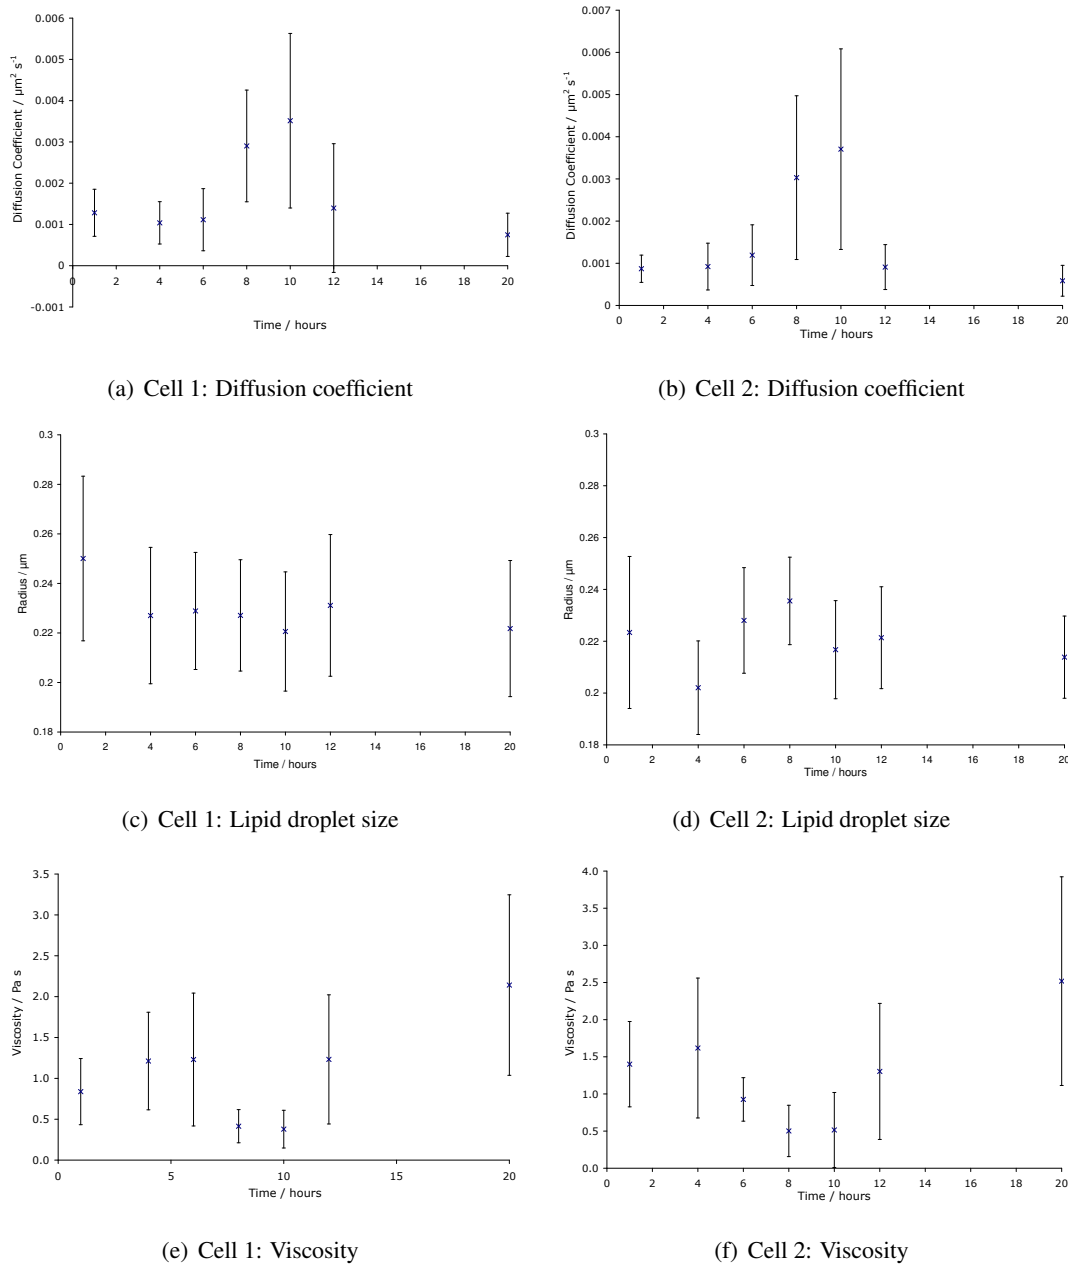 0.006
0.005
0.004
0.003
0.002
0.001
0
-0.001
Diffusion Coefficient / µm² s⁻¹
0 2 4 6 8 10 12 14 16 18 20
Time / hours
(a) Cell 1: Diffusion coefficient
0.007
0.006
0.005
0.004
0.003
0.002
0.001
0
Diffusion Coefficient / µm² s⁻¹
0 2 4 6 8 10 12 14 16 18 20
Time / hours
(b) Cell 2: Diffusion coefficient
0.3
0.28
0.26
0.24
0.22
0.2
0.18
Radius / µm
0 2 4 6 8 10 12 14 16 18 20
Time / hours
(c) Cell 1: Lipid droplet size
0.3
0.28
0.26
0.24
0.22
0.2
0.18
Radius / µm
0 2 4 6 8 10 12 14 16 18 20
Time / hours
(d) Cell 2: Lipid droplet size
3.5
3.0
2.5
2.0
1.5
1.0
0.5
0.0
Viscosity / Pa s
0 5 10 15 20
Time / hours
(e) Cell 1: Viscosity
4.0
3.5
3.0
2.5
2.0
1.5
1.0
0.5
0.0
Viscosity / Pa s
0 2 4 6 8 10 12 14 16 18 20
Time / hours
(f) Cell 2: Viscosity